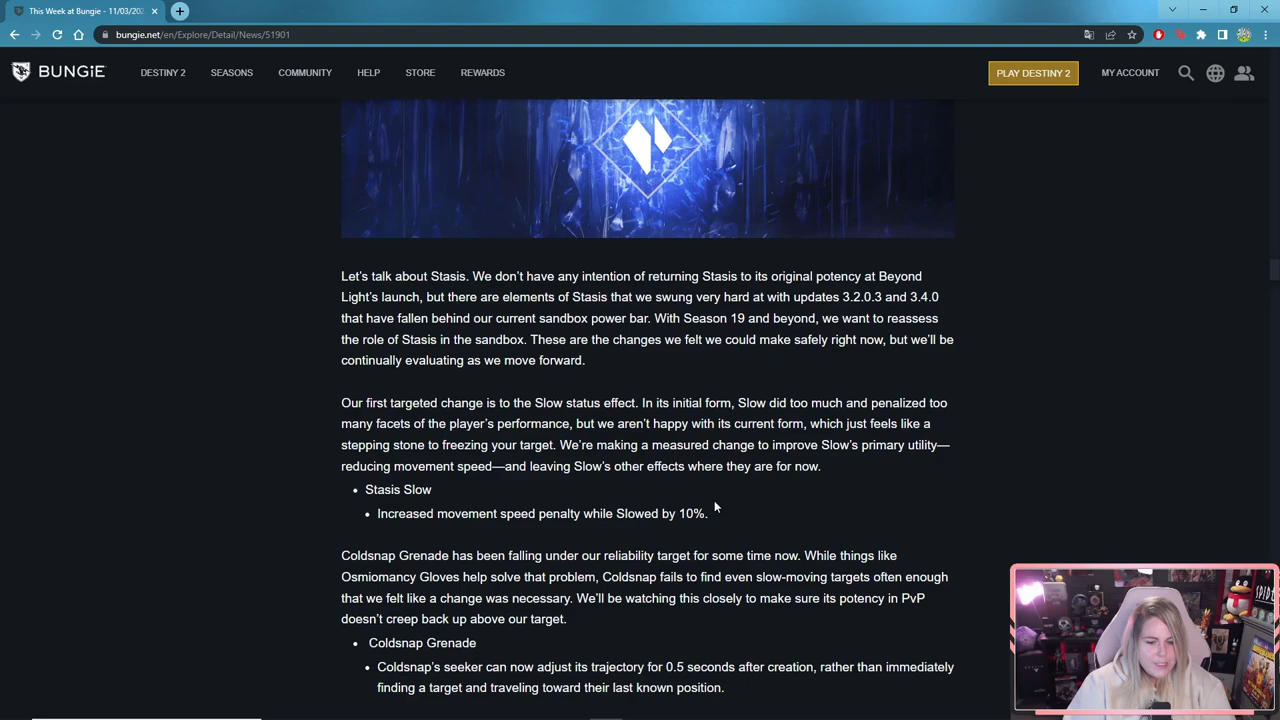 This Week at Bungie - 11/03/202
bungie.net/en/Explore/Detail/News/51901
BUNGiE
DESTINY 2
SEASONS
COMMUNITY
HELP
STORE
REWARDS
PLAY DESTINY 2
MY ACCOUNT
Let's talk about Stasis. We don't have any intention of returning Stasis to its original potency at Beyond
Light's launch, but there are elements of Stasis that we swung very hard at with updates 3.2.0.3 and 3.4.0
that have fallen behind our current sandbox power bar. With Season 19 and beyond, we want to reassess
the role of Stasis in the sandbox. These are the changes we felt we could make safely right now, but we'll be
continually evaluating as we move forward.
Our first targeted change is to the Slow status effect. In its initial form, Slow did too much and penalized too
many facets of the player's performance, but we aren't happy with its current form, which just feels like a
stepping stone to freezing your target. We're making a measured change to improve Slow's primary utility—
reducing movement speed—and leaving Slow's other effects where they are for now.
• Stasis Slow
• Increased movement speed penalty while Slowed by 10%.
Coldsnap Grenade has been falling under our reliability target for some time now. While things like
Osmiomancy Gloves help solve that problem, Coldsnap fails to find even slow-moving targets often enough
that we felt like a change was necessary. We'll be watching this closely to make sure its potency in PvP
doesn't creep back up above our target.
• Coldsnap Grenade
• Coldsnap's seeker can now adjust its trajectory for 0.5 seconds after creation, rather than immediately
finding a target and traveling toward their last known position.